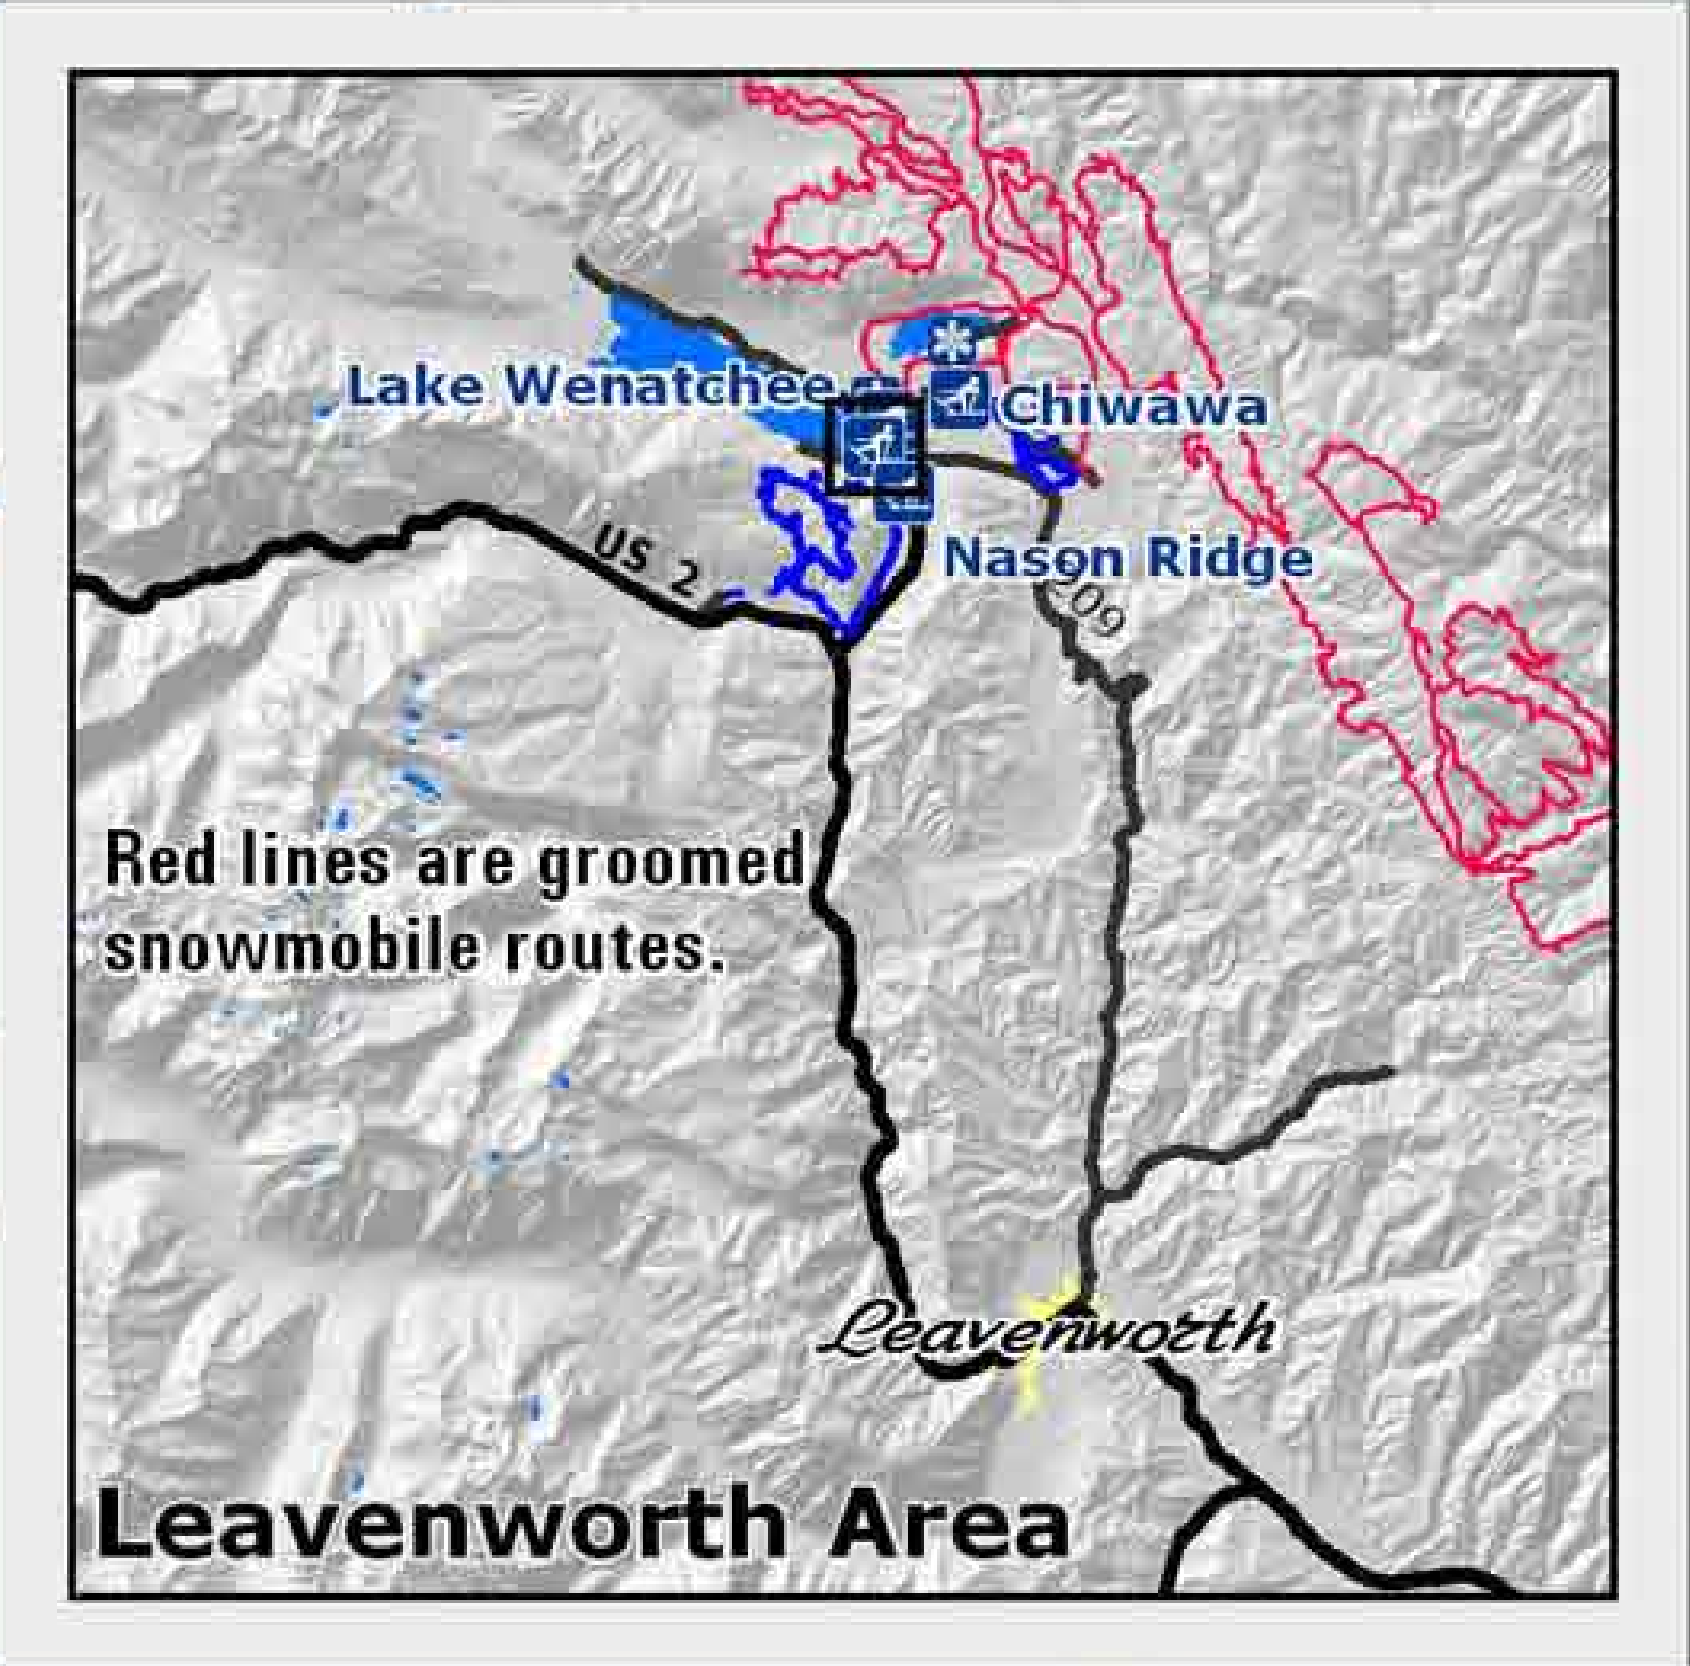 Lake Wenatchee
Chiwawa
US 2
Nason Ridge
209
Red lines are groomed
snowmobile routes.
Leavenworth
Leavenworth Area